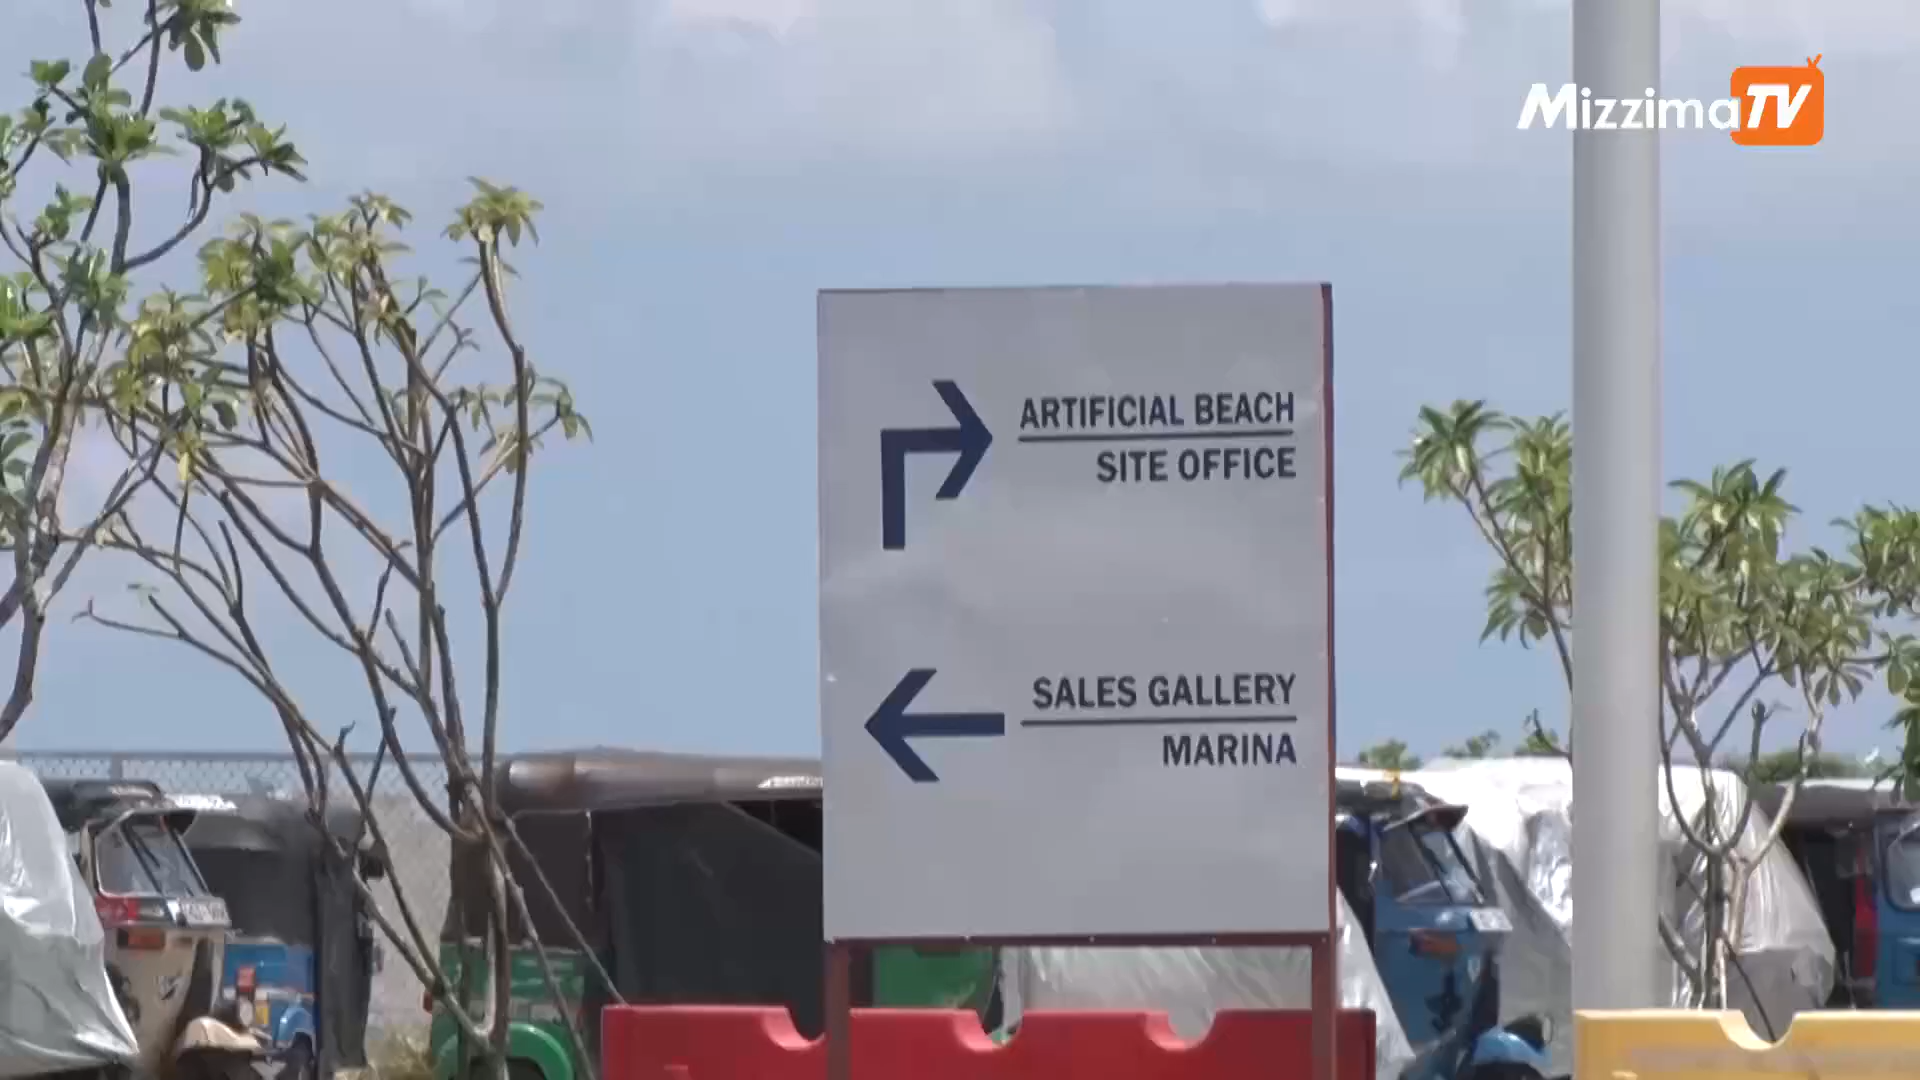 MizzimaTV
ARTIFICIAL BEACH
SITE OFFICE
SALES GALLERY
MARINA